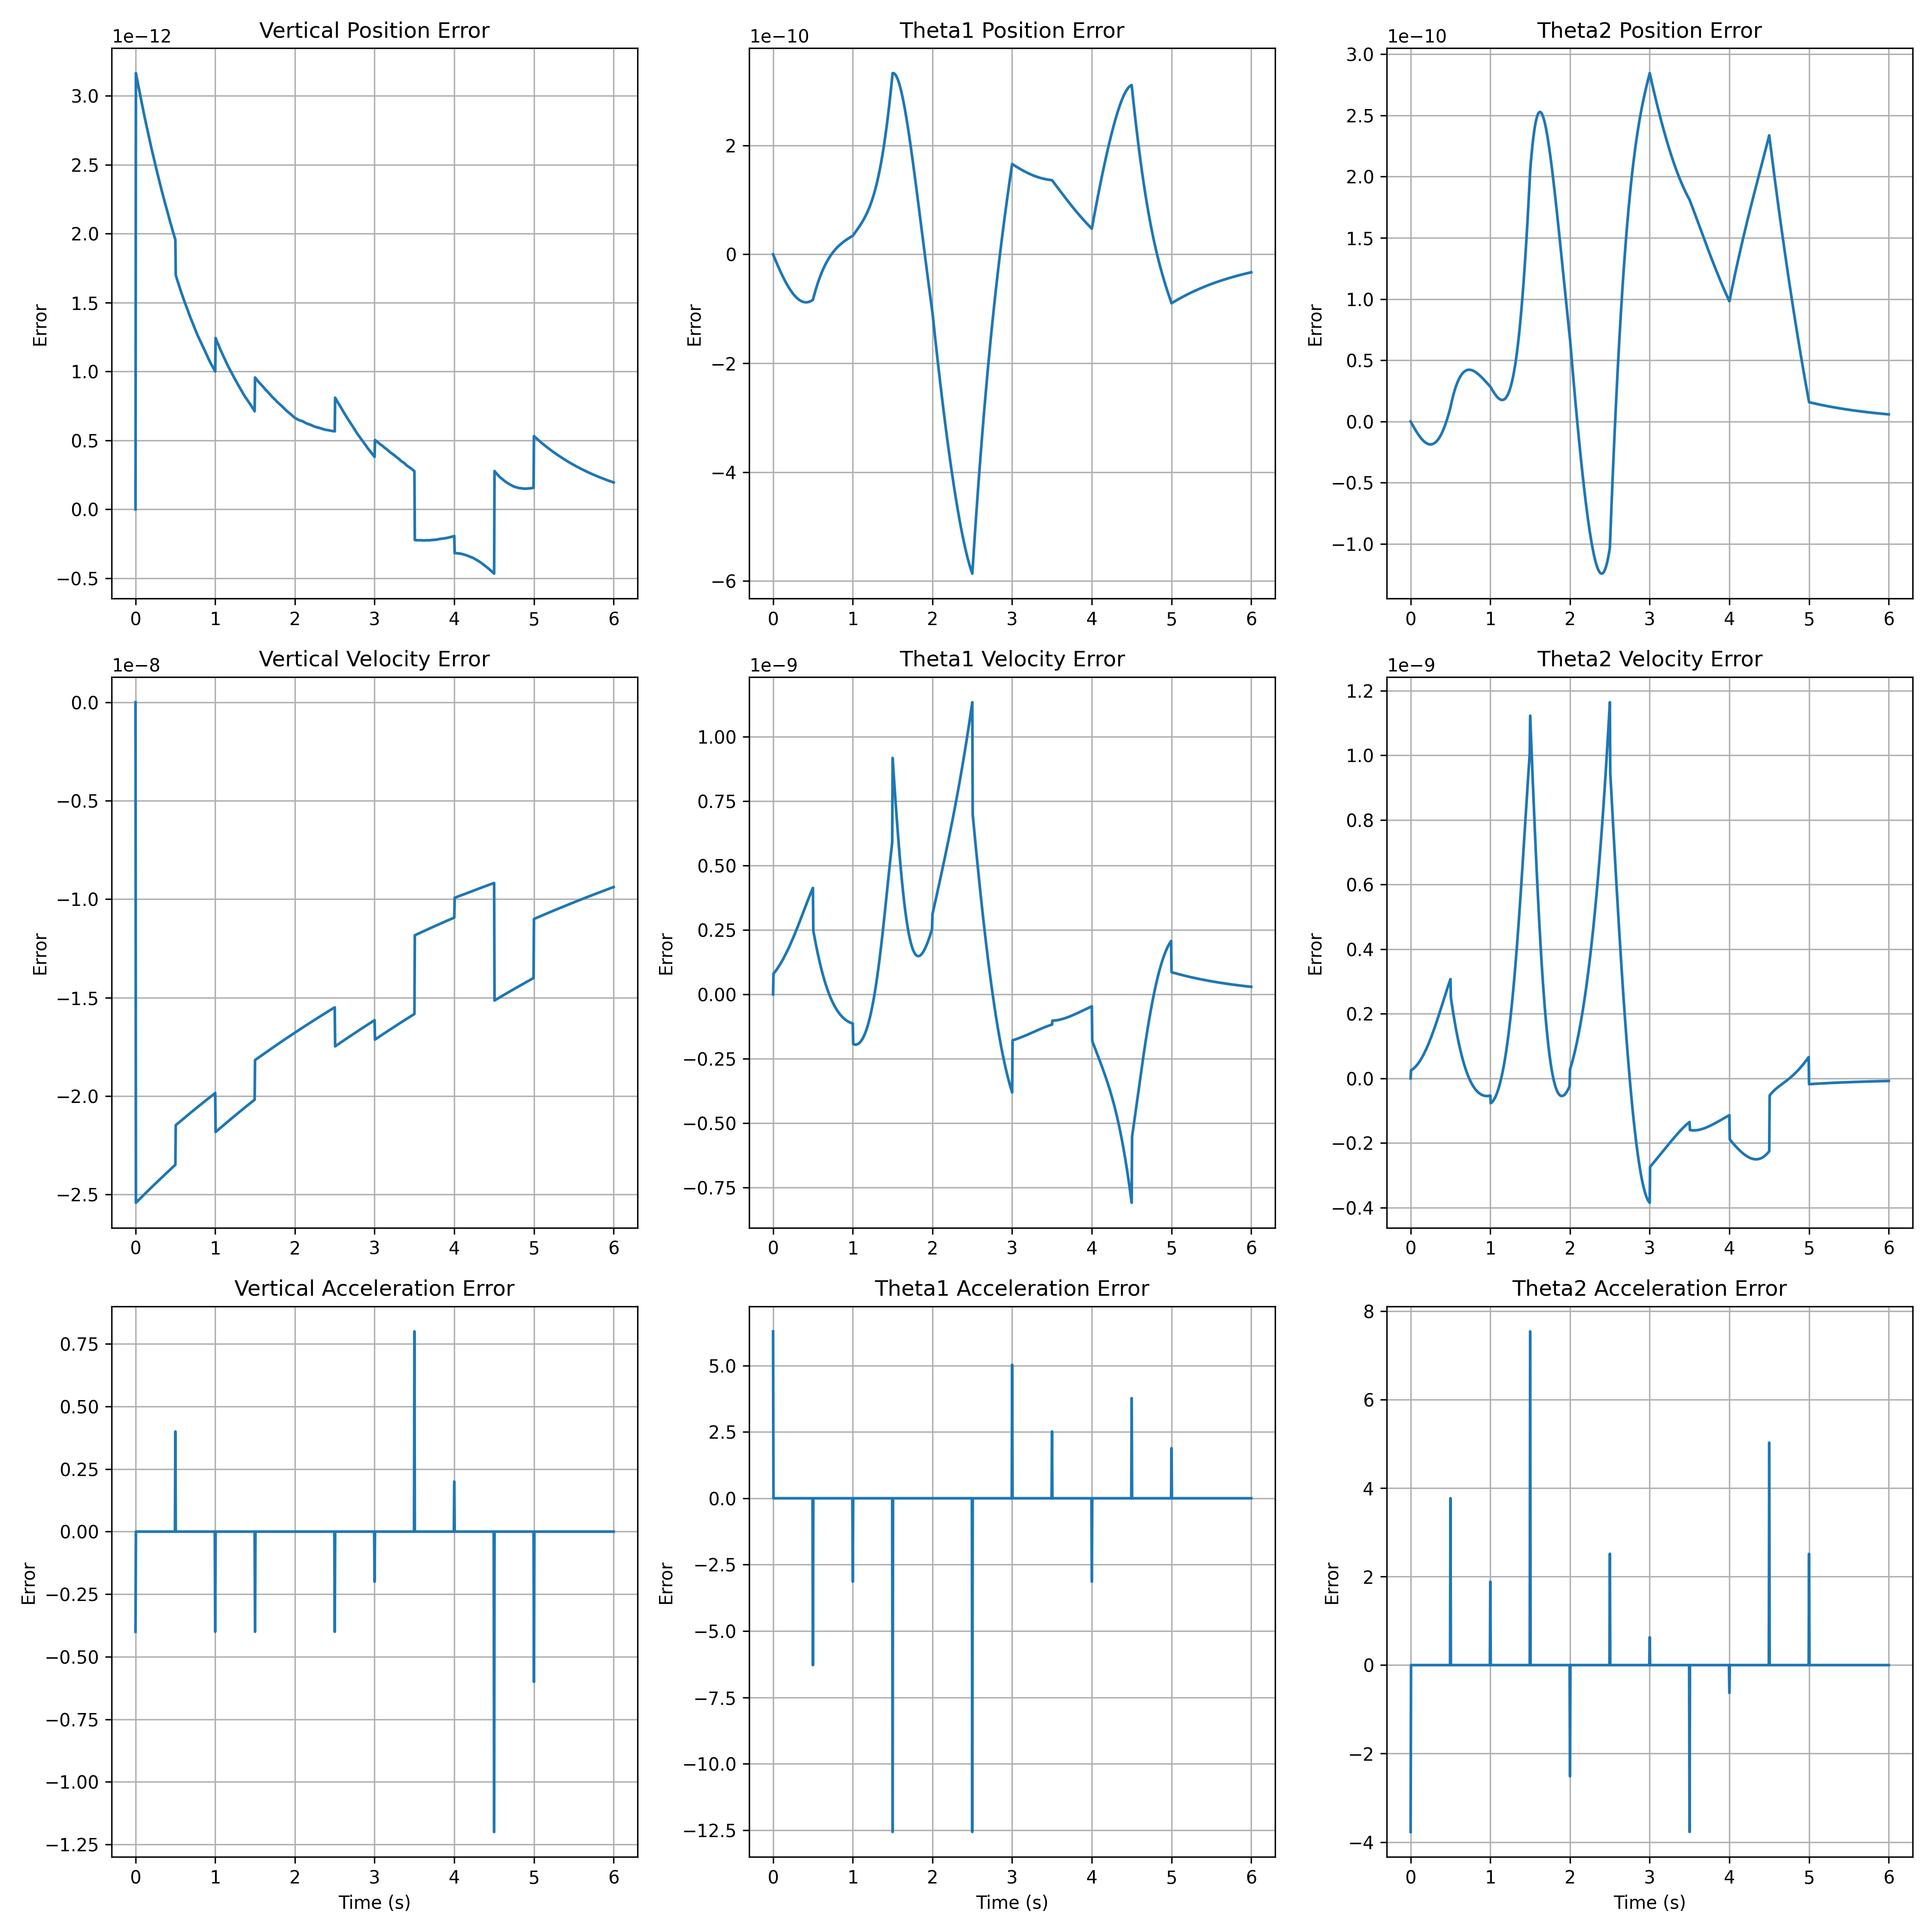 Vertical Position Error
1e−12
3.0
2.5
2.0
1.5
1.0
0.5
0.0
−0.5
Error
0 1 2 3 4 5 6
Theta1 Position Error
1e−10
2
0
−2
−4
−6
Error
0 1 2 3 4 5 6
Theta2 Position Error
1e−10
3.0
2.5
2.0
1.5
1.0
0.5
0.0
−0.5
−1.0
Error
0 1 2 3 4 5 6
Vertical Velocity Error
1e−8
0.0
−0.5
−1.0
−1.5
−2.0
−2.5
Error
0 1 2 3 4 5 6
Theta1 Velocity Error
1e−9
1.00
0.75
0.50
0.25
0.00
−0.25
−0.50
−0.75
Error
0 1 2 3 4 5 6
Theta2 Velocity Error
1e−9
1.2
1.0
0.8
0.6
0.4
0.2
0.0
−0.2
−0.4
Error
0 1 2 3 4 5 6
Vertical Acceleration Error
0.75
0.50
0.25
0.00
−0.25
−0.50
−0.75
−1.00
−1.25
Error
0 1 2 3 4 5 6
Time (s)
Theta1 Acceleration Error
5.0
2.5
0.0
−2.5
−5.0
−7.5
−10.0
−12.5
Error
0 1 2 3 4 5 6
Time (s)
Theta2 Acceleration Error
8
6
4
2
0
−2
−4
Error
0 1 2 3 4 5 6
Time (s)